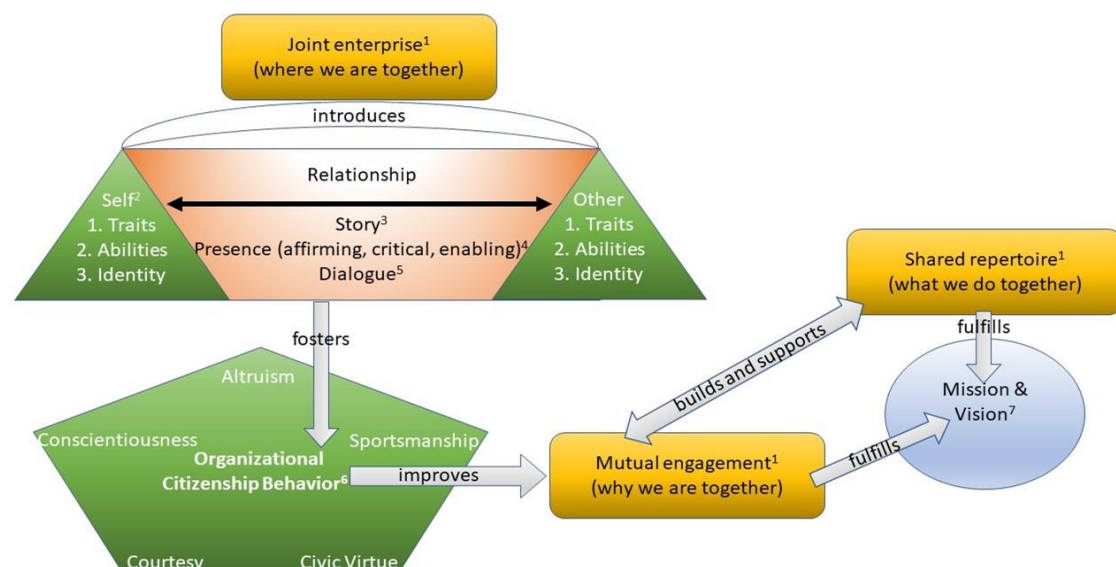 Joint enterprise¹
(where we are together)
introduces
Relationship
Self²
1. Traits
2. Abilities
3. Identity
Story³
Presence (affirming, critical, enabling)⁴
Dialogue⁵
Other
1. Traits
2. Abilities
3. Identity
Shared repertoire¹
(what we do together)
fosters
fulfills
builds and supports
Altruism
Conscientiousness
Sportsmanship
Organizational
Citizenship Behavior⁶
improves
Courtesy
Civic Virtue
Mutual engagement¹
(why we are together)
fulfills
Mission &
Vision⁷